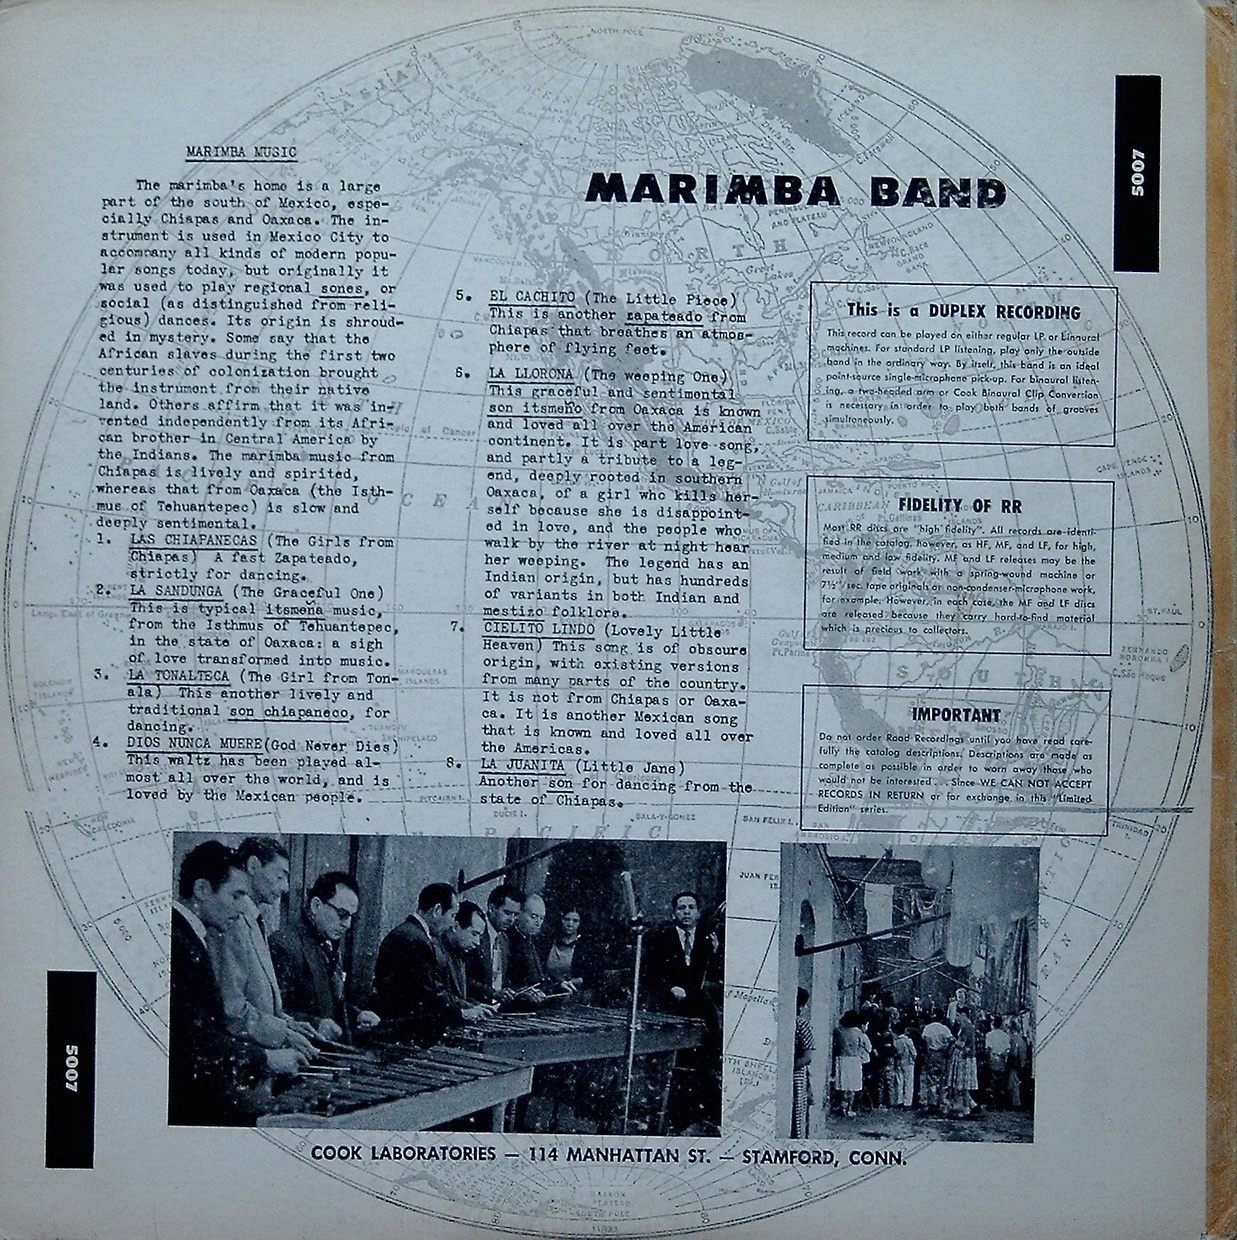 MARIMBA MUSIC
The marimba's home is a large
part of the south of Mexico, espe-
cially Chiapas and Oaxaca. The in-
strument is used in Mexico City to
accompany all kinds of modern popu-
lar songs today, but originally it
was used to play regional sones, or
social (as distinguished from reli-
gious) dances. Its origin is shroud-
ed in mystery. Some say that the
African slaves during the first two
centuries of colonization brought
the instrument from their native
land. Others affirm that it was in-
vented independently from its Afri-
can brother in Central America by
the Indians. The marimba music from
Chiapas is lively and spirited,
whereas that from Oaxaca (the Isth-
mus of Tehuantepec) is slow and
deeply sentimental.
1. LAS CHIAPANECAS (The Girls from
Chiapas) A fast Zapateado,
strictly for dancing.
2. LA SANDUNGA (The Graceful One)
This is typical itsmeña music,
from the Isthmus of Tehuantepec,
in the state of Oaxaca: a sigh
of love transformed into music.
3. LA TONALTECA (The Girl from Ton-
ala) This another lively and
traditional son chiapaneco, for
dancing.
4. DIOS NUNCA MUERE(God Never Dies)
This waltz has been played al-
most all over the world, and is
loved by the Mexican people.
MARIMBA BAND
5. EL CACHITO (The Little Piece)
This is another zapateado from
Chiapas that breathes an atmos-
phere of flying feet.
6. LA LLORONA (The weeping One)
This graceful and sentimental
son itsmeño from Oaxaca is known
and loved all over the American
continent. It is part love song,
and partly a tribute to a leg-
end, deeply rooted in southern
Oaxaca, of a girl who kills her-
self because she is disappoint-
ed in love, and the people who
walk by the river at night hear
her weeping. The legend has an
Indian origin, but has hundreds
of variants in both Indian and
mestizo folklore.
7. CIELITO LINDO (Lovely Little
Heaven) This song is of obscure
origin, with existing versions
from many parts of the country.
It is not from Chiapas or Oaxa-
ca. It is another Mexican song
that is known and loved all over
the Americas.
8. LA JUANITA (Little Jane)
Another son for dancing from the
state of Chiapas.
5007
This is a DUPLEX RECORDING
This record can be played on either regular LP or binaural
machines. For standard LP listening, play only the outside
band in the ordinary way. By itself, this band is an ideal
point-source single-microphone pick-up. For binaural listen-
ing, a two-headed arm or Cook Binaural Clip Conversion
is necessary in order to play both bands of grooves
simultaneously.
FIDELITY OF RR
Most RR discs are "high fidelity". All records are identi-
fied in the catalog, however, as HF, MF, and LF, for high,
medium and low fidelity. MF and LF releases may be the
result of field work with a spring-wound machine or
7½"/sec. tape originals or non-condenser-microphone work,
for example. However, in each case, the MF and LF discs
are released because they carry hard-to-find material
which is precious to collectors.
IMPORTANT
Do not order Road Recordings until you have read care-
fully the catalog descriptions. Descriptions are made as
complete as possible in order to warn away those who
would not be interested . . . Since WE CAN NOT ACCEPT
RECORDS IN RETURN or for exchange in this "Limited
Edition" series.
5007
COOK LABORATORIES — 114 MANHATTAN ST. — STAMFORD, CONN.
NORTH POLE
ASIA
NORTH
Great
Lakes
NEWFOUNDLAND
C. Race
GRAND
CARIBBEAN
OCEAN
SOUTH
PACIFIC
SALA-Y-GOMEZ
SAN FELIX I.
ST. PAUL
FERNANDO
C. São Roque
TRINIDAD
JUAN FER
SOUTH POLE